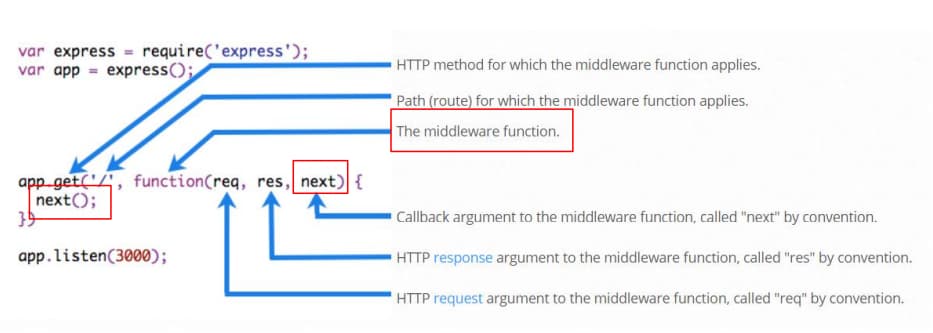 var express = require('express');
var app = express();
HTTP method for which the middleware function applies.
Path (route) for which the middleware function applies.
The middleware function.
app.get('/', function(req, res, next) {
next();
})
Callback argument to the middleware function, called "next" by convention.
app.listen(3000);
HTTP response argument to the middleware function, called "res" by convention.
HTTP request argument to the middleware function, called "req" by convention.